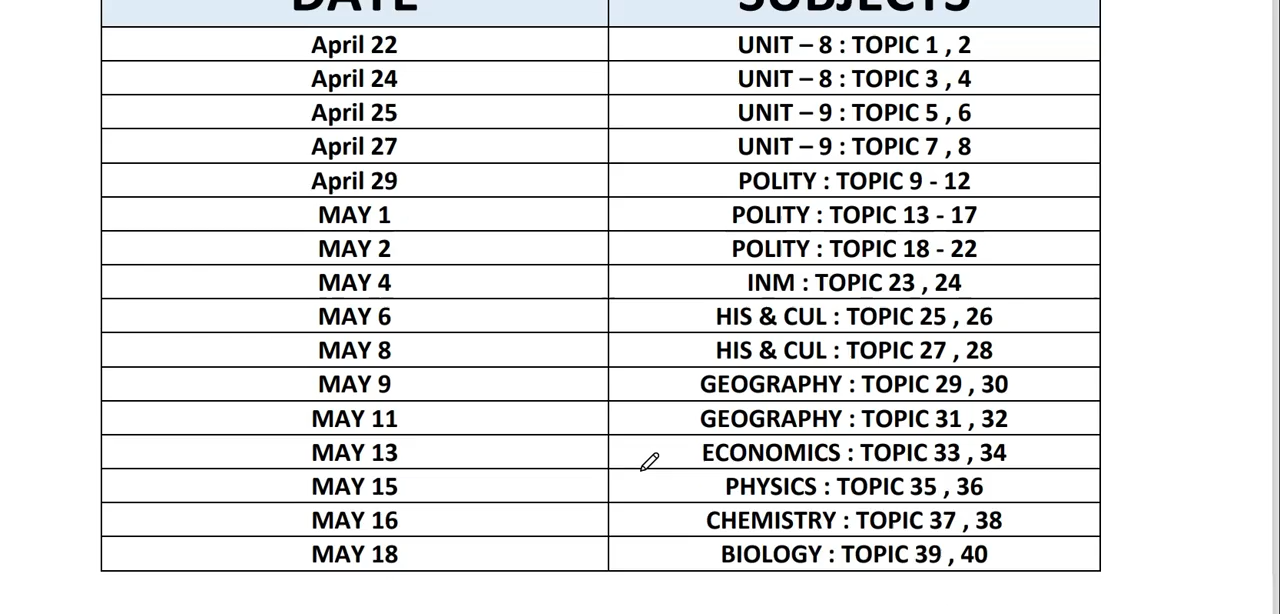 DATE SUBJECTS
April 22 UNIT – 8 : TOPIC 1 , 2
April 24 UNIT – 8 : TOPIC 3 , 4
April 25 UNIT – 9 : TOPIC 5 , 6
April 27 UNIT – 9 : TOPIC 7 , 8
April 29 POLITY : TOPIC 9 - 12
MAY 1 POLITY : TOPIC 13 - 17
MAY 2 POLITY : TOPIC 18 - 22
MAY 4 INM : TOPIC 23 , 24
MAY 6 HIS & CUL : TOPIC 25 , 26
MAY 8 HIS & CUL : TOPIC 27 , 28
MAY 9 GEOGRAPHY : TOPIC 29 , 30
MAY 11 GEOGRAPHY : TOPIC 31 , 32
MAY 13 ECONOMICS : TOPIC 33 , 34
MAY 15 PHYSICS : TOPIC 35 , 36
MAY 16 CHEMISTRY : TOPIC 37 , 38
MAY 18 BIOLOGY : TOPIC 39 , 40